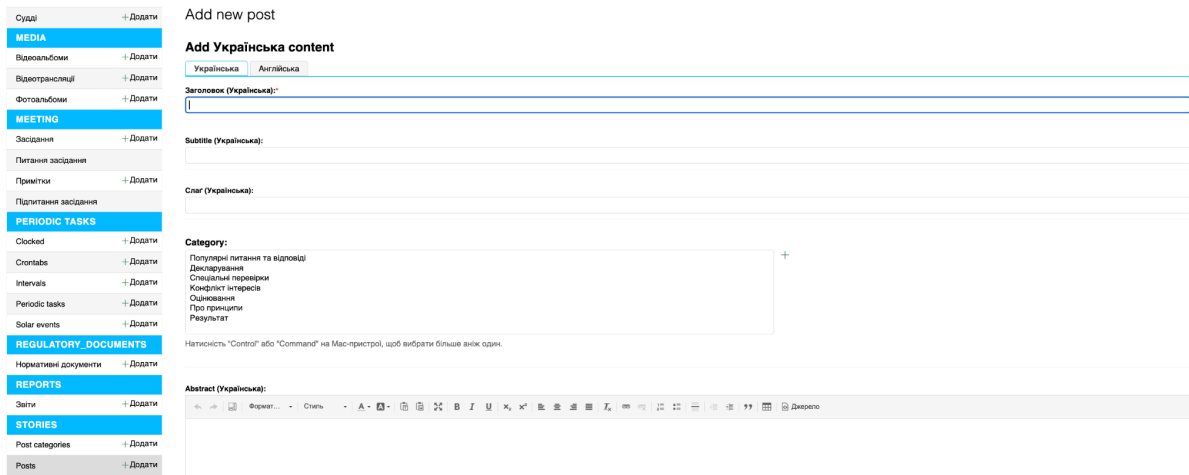 Судді +Додати
MEDIA
Відеоальбоми +Додати
Відеотрансляції +Додати
Фотоальбоми +Додати
MEETING
Засідання +Додати
Питання засідання
Примітки +Додати
Підпитання засідання
PERIODIC TASKS
Clocked +Додати
Crontabs +Додати
Intervals +Додати
Periodic tasks +Додати
Solar events +Додати
REGULATORY_DOCUMENTS
Нормативні документи +Додати
REPORTS
Звіти +Додати
STORIES
Post categories +Додати
Posts +Додати
Add new post
Add Українська content
Українська Англійська
Заголовок (Українська):*
Subtitle (Українська):
Слаґ (Українська):
Category:
Популярні питання та відповіді
Декларування
Спеціальні перевірки
Конфлікт інтересів
Оцінювання
Про принципи
Результат
Натисність "Control" або "Command" на Mac-пристрої, щоб вибрати більше аніж один.
Abstract (Українська):
Формат... Стиль Джерело